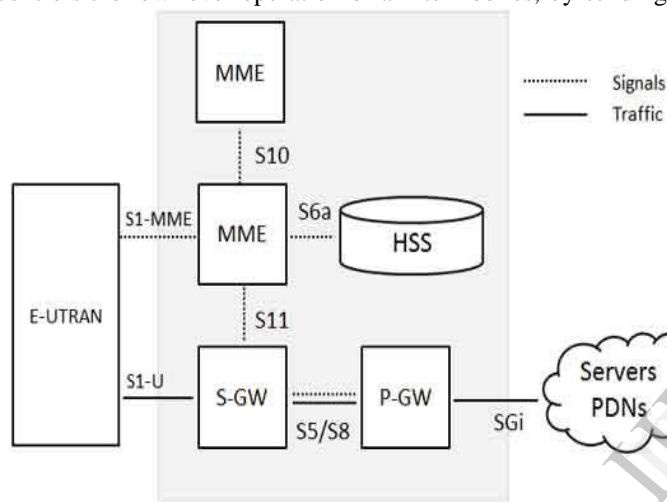 MME
Signals
Traffic
S10
S1-MME
MME
S6a
HSS
E-UTRAN
S11
S1-U
S-GW
S5/S8
P-GW
SGi
Servers
PDNs